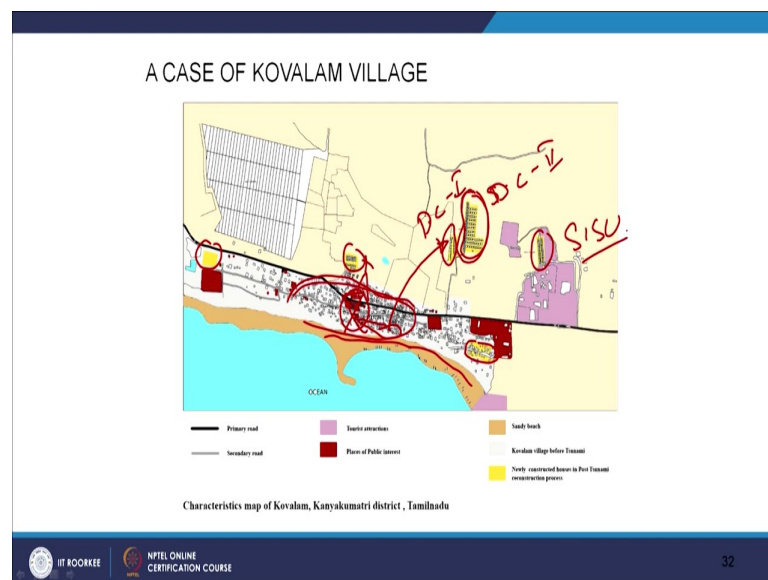 A CASE OF KOVALAM VILLAGE
DC-I
DC-II
SISU
OCEAN
Primary road
Secondary road
Tourist attractions
Places of Public interest
Sandy beach
Kovalam village before Tsunami
Newly constructed houses in Post Tsunami
reconstruction process
Characteristics map of Kovalam, Kanyakumatri district , Tamilnadu
IIT ROORKEE
NPTEL ONLINE
CERTIFICATION COURSE
32